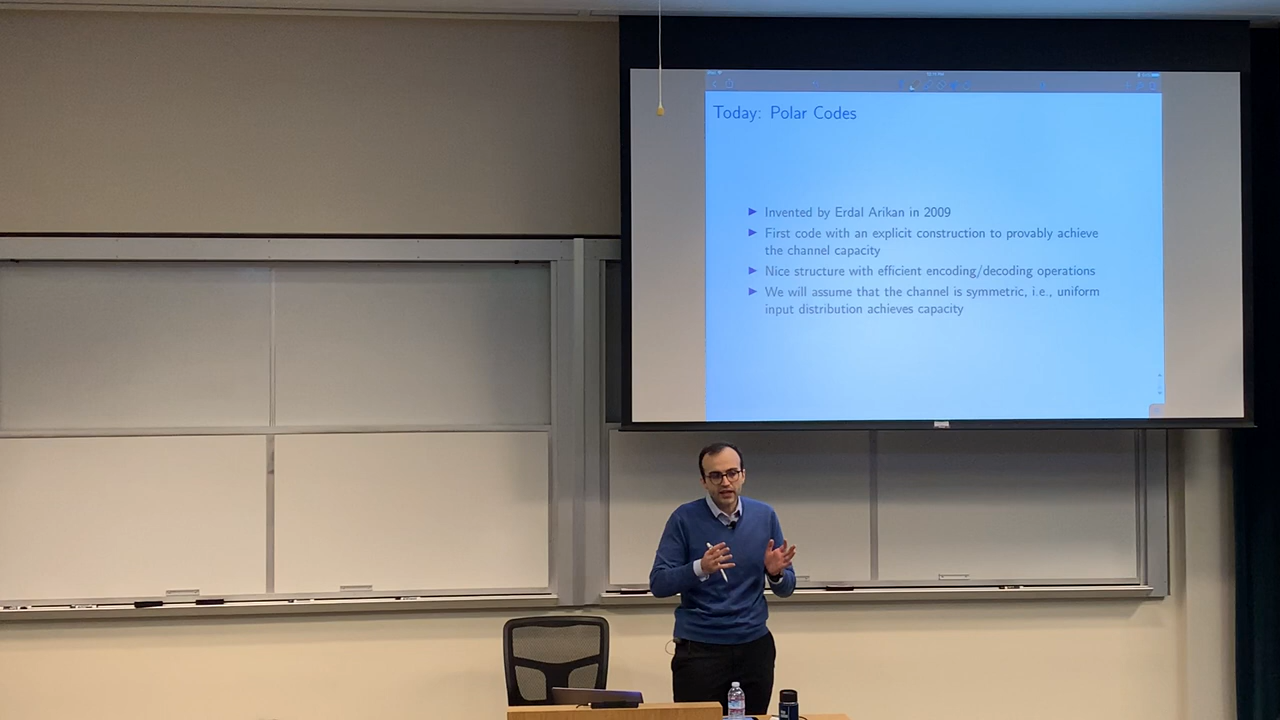 Today: Polar Codes
Invented by Erdal Arikan in 2009
First code with an explicit construction to provably achieve
the channel capacity
Nice structure with efficient encoding/decoding operations
We will assume that the channel is symmetric, i.e., uniform
input distribution achieves capacity